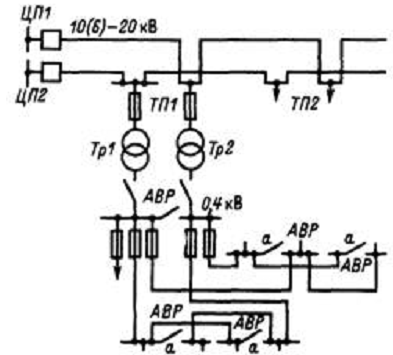 ЦП1
10(6)–20 кВ
ЦП2
ТП1
ТП2
Тр1
Тр2
АВР
0,4 кВ
а АВР а
АВР
АВР АВР
а а